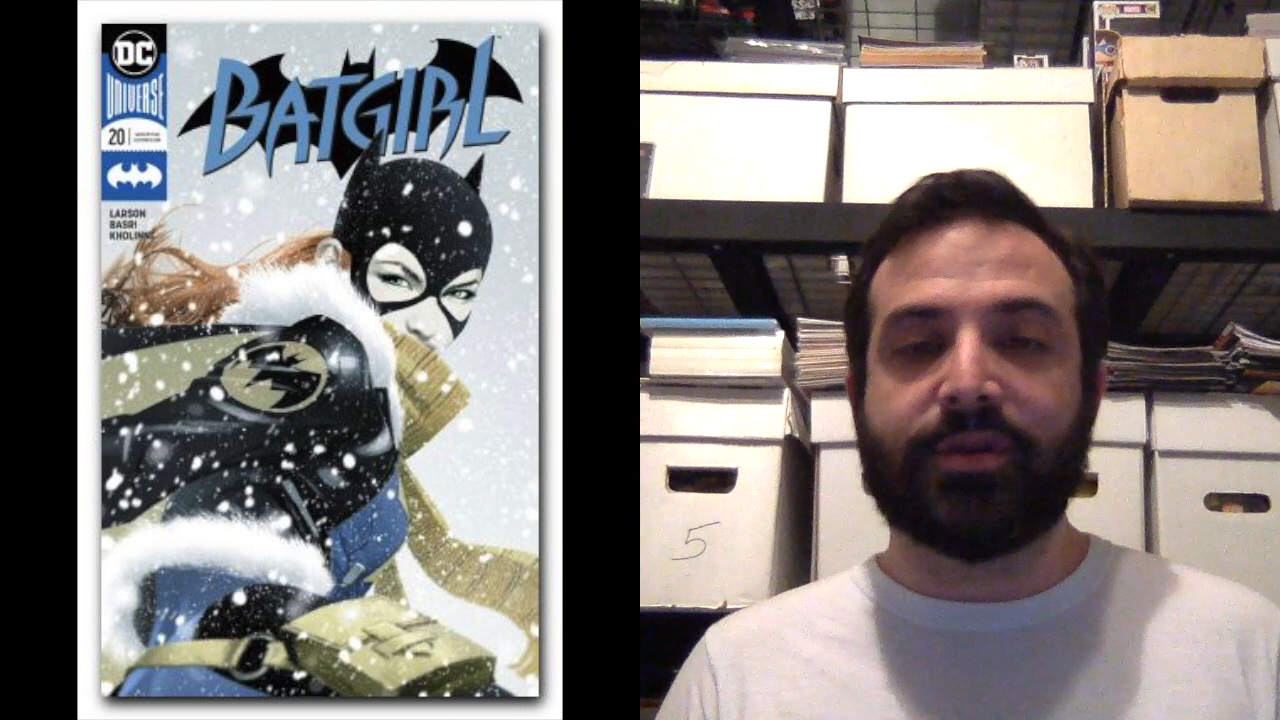 DC
UNIVERSE
20
BATGIRL
LARSON
BASRI
KHOLINNE
5